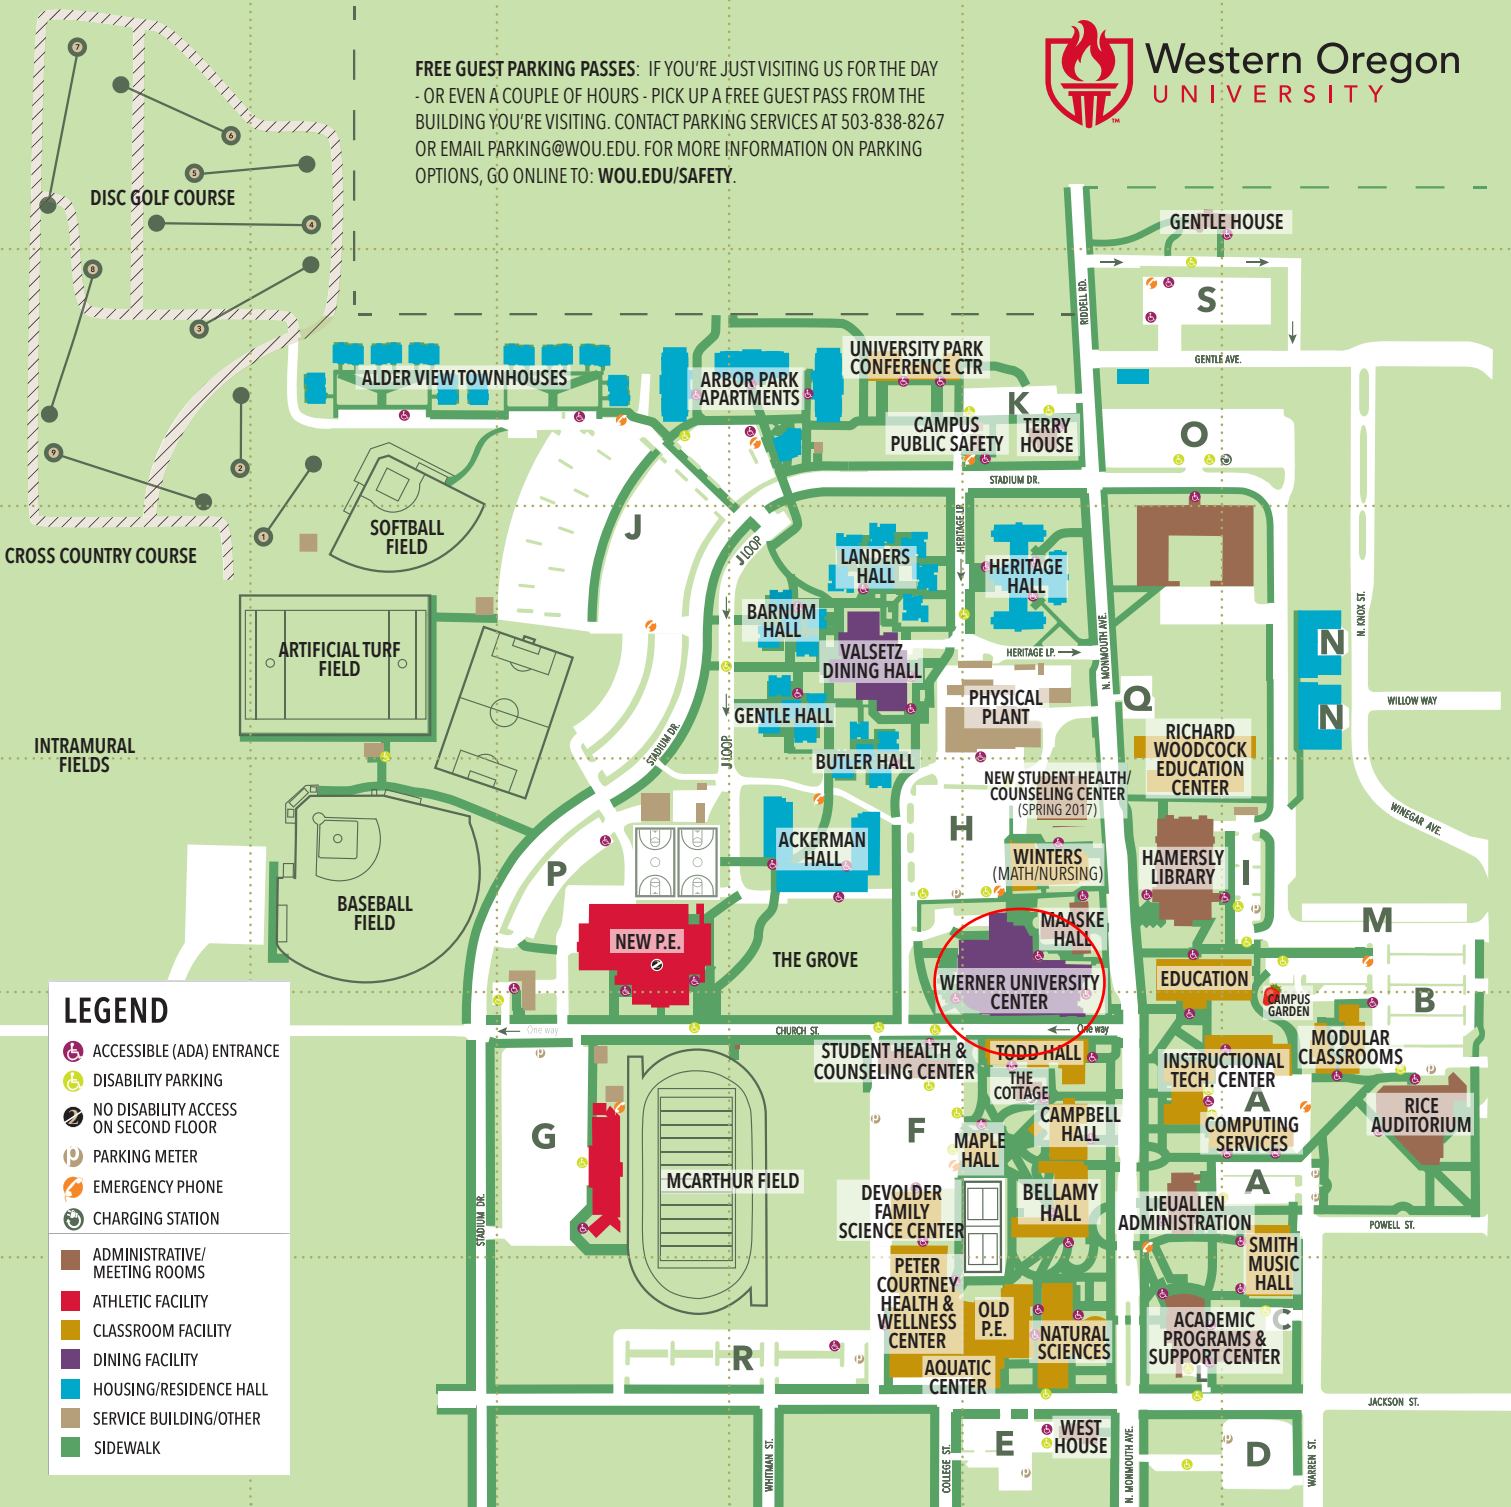 FREE GUEST PARKING PASSES: IF YOU'RE JUST VISITING US FOR THE DAY
- OR EVEN A COUPLE OF HOURS - PICK UP A FREE GUEST PASS FROM THE
BUILDING YOU'RE VISITING. CONTACT PARKING SERVICES AT 503-838-8267
OR EMAIL PARKING@WOU.EDU. FOR MORE INFORMATION ON PARKING
OPTIONS, GO ONLINE TO: WOU.EDU/SAFETY.
Western Oregon
UNIVERSITY
TM
7
6
5
DISC GOLF COURSE
4
8
3
2
9
1
CROSS COUNTRY COURSE
GENTLE HOUSE
S
RIDDELL RD.
GENTLE AVE.
ALDER VIEW TOWNHOUSES
ARBOR PARK
APARTMENTS
UNIVERSITY PARK
CONFERENCE CTR
K
CAMPUS
PUBLIC SAFETY
TERRY
HOUSE
O
STADIUM DR.
SOFTBALL
FIELD
J
J LOOP
HERITAGE LP.
LANDERS
HALL
HERITAGE
HALL
BARNUM
HALL
VALSETZ
DINING HALL
HERITAGE LP.
N. MONMOUTH AVE.
N. KNOX ST.
N
N
WILLOW WAY
ARTIFICIAL TURF
FIELD
INTRAMURAL
FIELDS
GENTLE HALL
J LOOP
STADIUM DR.
BUTLER HALL
PHYSICAL
PLANT
Q
RICHARD
WOODCOCK
EDUCATION
CENTER
NEW STUDENT HEALTH/
COUNSELING CENTER
(SPRING 2017)
WINEGAR AVE.
H
ACKERMAN
HALL
WINTERS
(MATH/NURSING)
HAMERSLY
LIBRARY
I
P
BASEBALL
FIELD
NEW P.E.
THE GROVE
MAASKE
HALL
M
WERNER UNIVERSITY
CENTER
EDUCATION
CAMPUS
GARDEN
B
One way
CHURCH ST.
One way
STUDENT HEALTH &
COUNSELING CENTER
TODD HALL
THE
COTTAGE
INSTRUCTIONAL
TECH. CENTER
MODULAR
CLASSROOMS
A
COMPUTING
SERVICES
RICE
AUDITORIUM
G
F
CAMPBELL
HALL
MAPLE
HALL
MCARTHUR FIELD
DEVOLDER
FAMILY
SCIENCE CENTER
BELLAMY
HALL
A
LIEUALLEN
ADMINISTRATION
POWELL ST.
STADIUM DR.
SMITH
MUSIC
HALL
PETER
COURTNEY
HEALTH &
WELLNESS
CENTER
OLD
P.E.
NATURAL
SCIENCES
ACADEMIC
PROGRAMS &
SUPPORT CENTER
C
L
R
AQUATIC
CENTER
JACKSON ST.
E
WEST
HOUSE
D
WHITMAN ST.
COLLEGE ST.
N. MONMOUTH AVE.
WARREN ST.
LEGEND
ACCESSIBLE (ADA) ENTRANCE
DISABILITY PARKING
NO DISABILITY ACCESS
ON SECOND FLOOR
PARKING METER
EMERGENCY PHONE
CHARGING STATION
ADMINISTRATIVE/
MEETING ROOMS
ATHLETIC FACILITY
CLASSROOM FACILITY
DINING FACILITY
HOUSING/RESIDENCE HALL
SERVICE BUILDING/OTHER
SIDEWALK